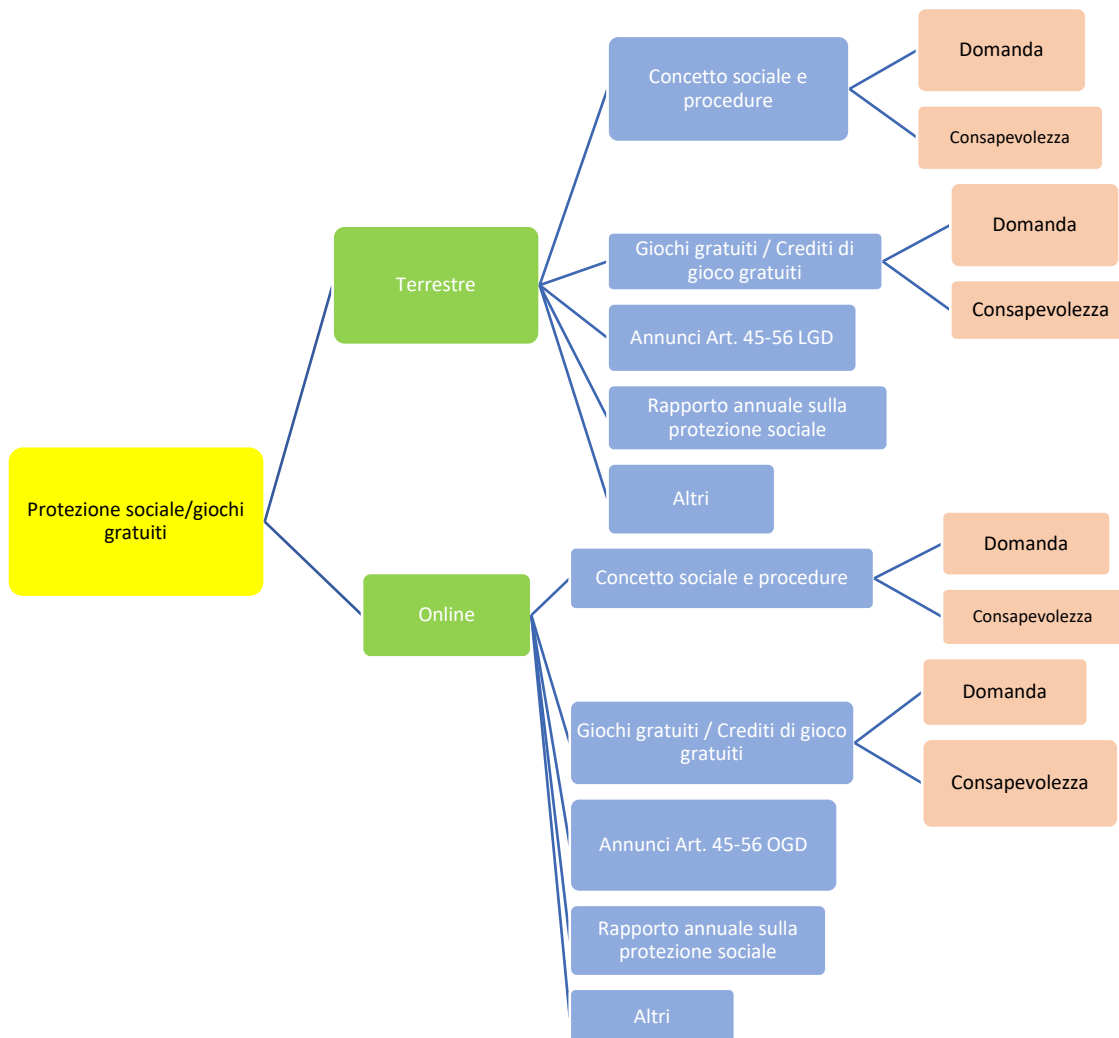 Domanda
Concetto sociale e
procedure
Consapevolezza
Domanda
Giochi gratuiti / Crediti di
gioco gratuiti
Terrestre
Consapevolezza
Annunci Art. 45-56 LGD
Rapporto annuale sulla
protezione sociale
Altri
Protezione sociale/giochi
gratuiti
Domanda
Concetto sociale e procedure
Online
Consapevolezza
Domanda
Giochi gratuiti / Crediti di gioco
gratuiti
Consapevolezza
Annunci Art. 45-56 OGD
Rapporto annuale sulla
protezione sociale
Altri